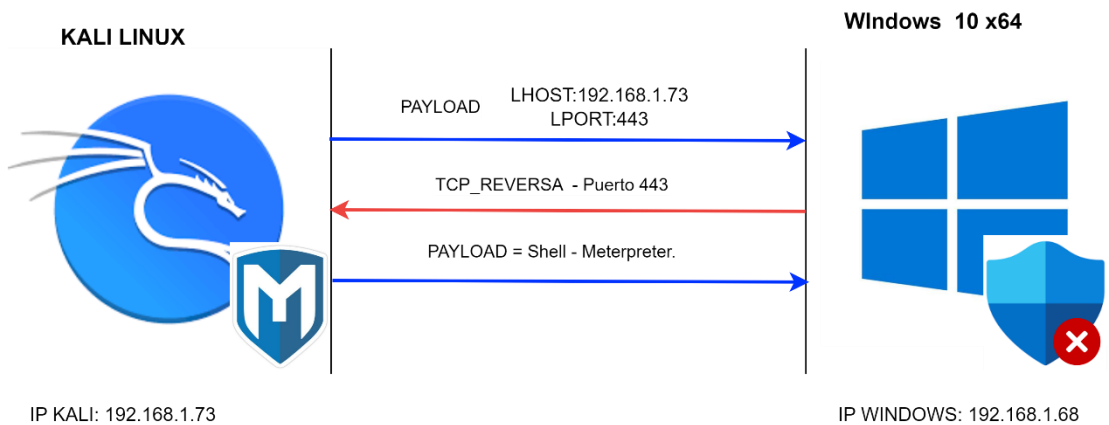 KALI LINUX
WIndows 10 x64
PAYLOAD
LHOST:192.168.1.73
LPORT:443
TCP_REVERSA - Puerto 443
PAYLOAD = Shell - Meterpreter.
M
IP KALI: 192.168.1.73
IP WINDOWS: 192.168.1.68